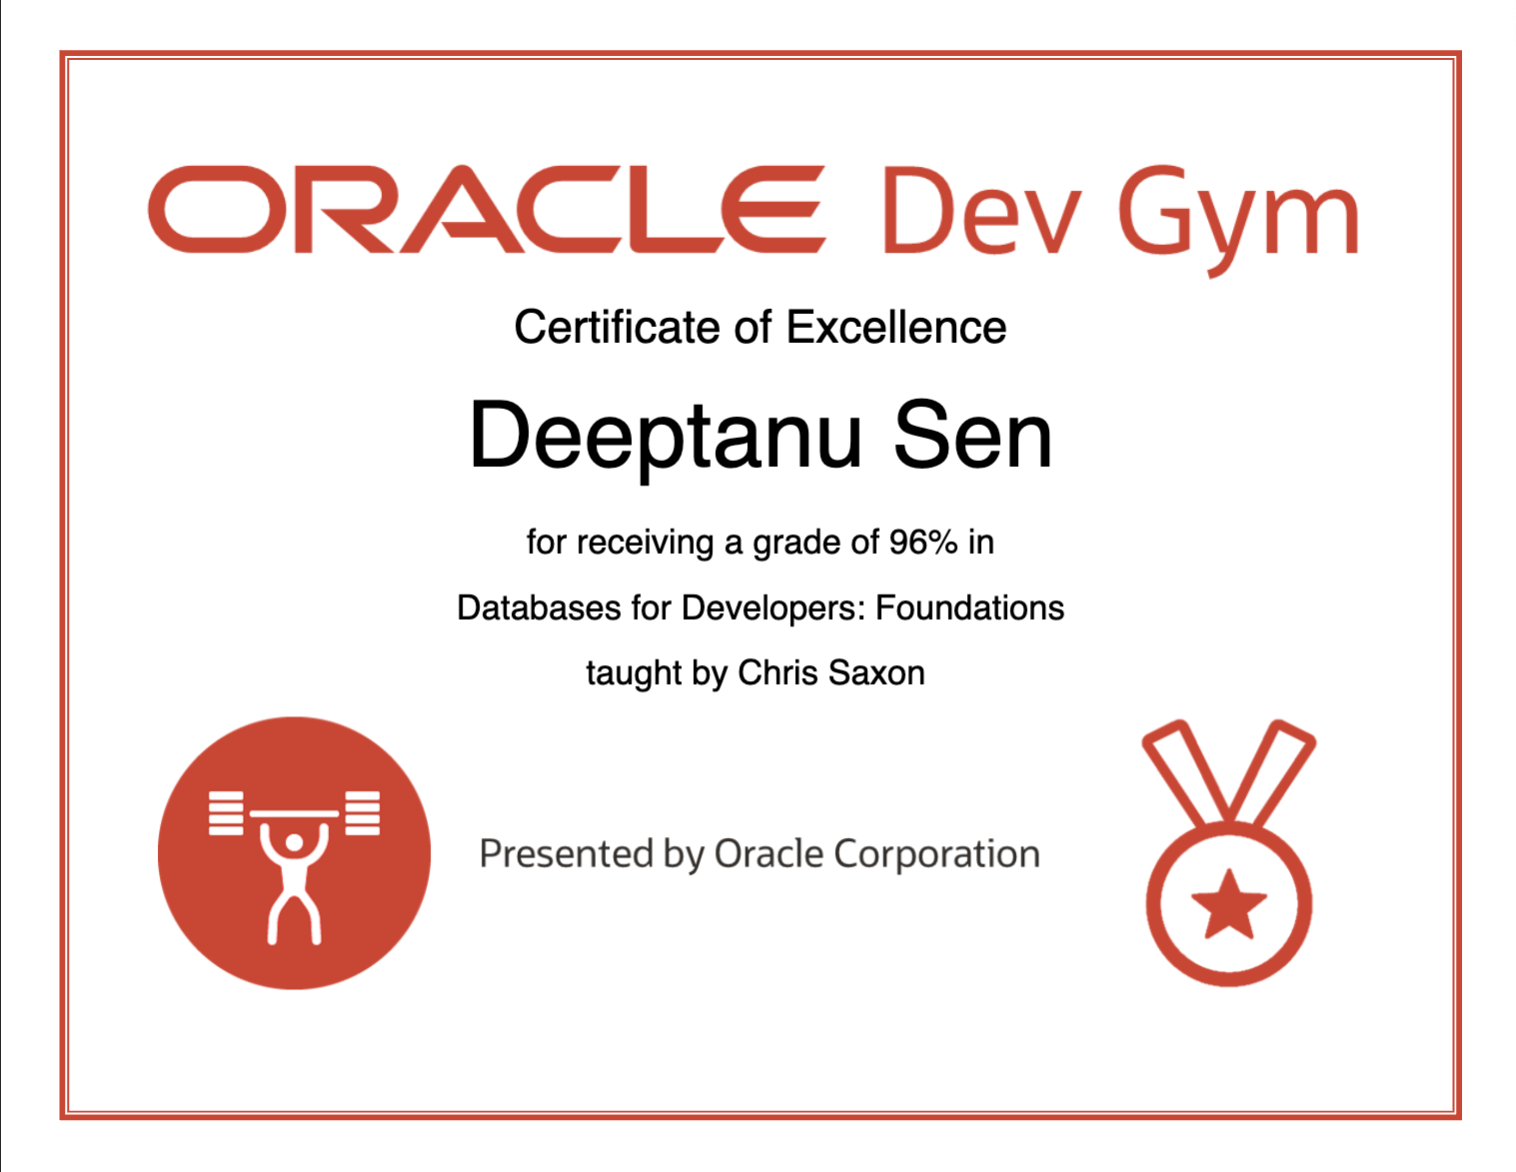 ORACLE Dev Gym
Certificate of Excellence
Deeptanu Sen
for receiving a grade of 96% in
Databases for Developers: Foundations
taught by Chris Saxon
Presented by Oracle Corporation